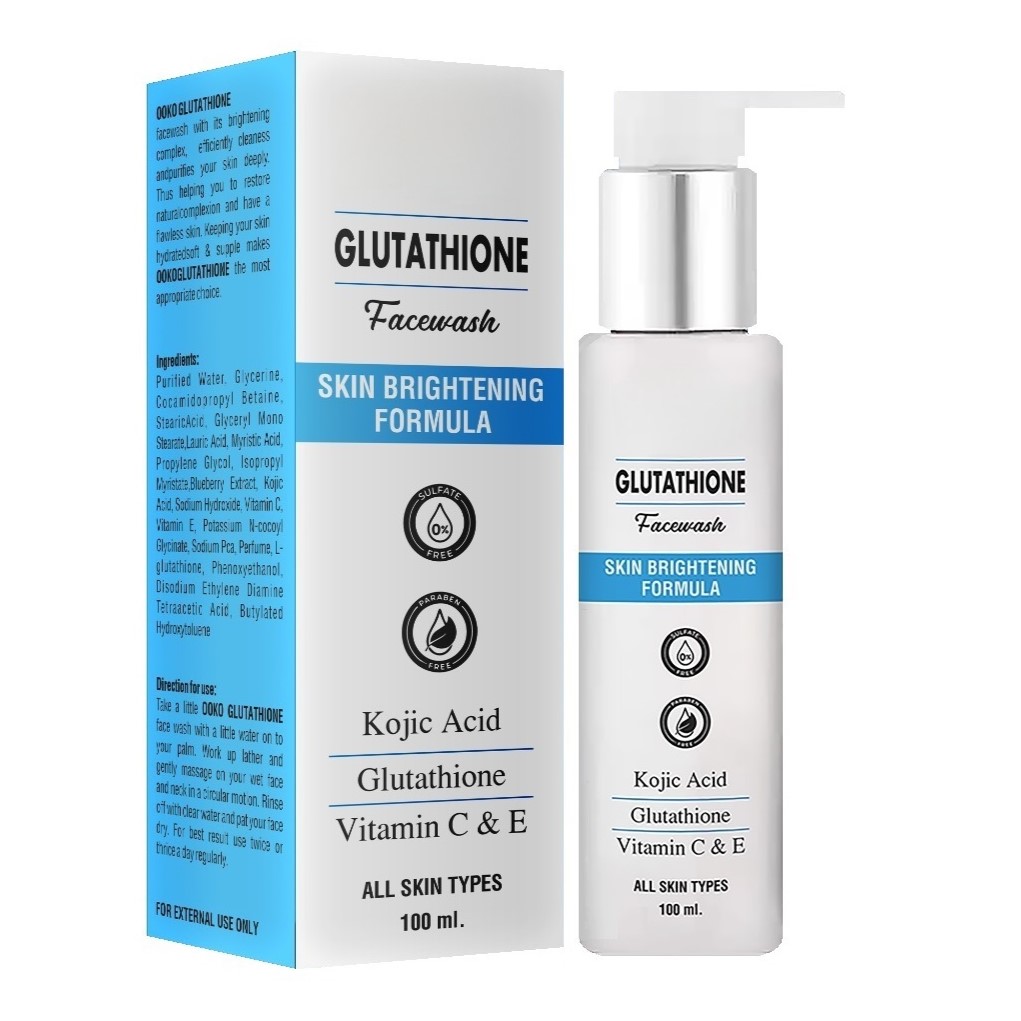 OOKO GLUTATHIONE
facewash with its brightening
complex, efficiently cleaness
andpurifies your skin deeply.
Thus helping you to restore
naturalcomplexion and have a
flawless skin. Keeping your skin
hydratedsoft & supple makes
OOKOGLUTATHIONE the most
appropriate choice.
Ingredients:
Purified Water, Glycerine,
Cocamidopropyl Betaine,
StearicAcid, Glyceryl Mono
Stearate,Lauric Acid, Myristic Acid,
Propylene Glycol, Isopropyl
Myristate,Blueberry Extract, Kojic
Acid, Sodium Hydroxide, Vitamin C,
Vitamin E, Potassium N-cocoyl
Glycinate, Sodium Pca, Perfume, L-
glutathione, Phenoxyethanol,
Disodium Ethylene Diamine
Tetraacetic Acid, Butylated
Hydroxytoluene
Direction for use:
Take a little OOKO GLUTATHIONE
face wash with a little water on to
your palm. Work up lather and
gently massage on your wet face
and neck in a circular motion. Rinse
off with clear water and pat your face
dry. For best result use twice or
thrice a day regularly.
FOR EXTERNAL USE ONLY
GLUTATHIONE
Facewash
SKIN BRIGHTENING
FORMULA
SULFATE
0%
FREE
PARABEN
FREE
Kojic Acid
Glutathione
Vitamin C & E
ALL SKIN TYPES
100 ml.
GLUTATHIONE
Facewash
SKIN BRIGHTENING
FORMULA
SULFATE
0%
FREE
PARABEN
FREE
Kojic Acid
Glutathione
Vitamin C & E
ALL SKIN TYPES
100 ml.